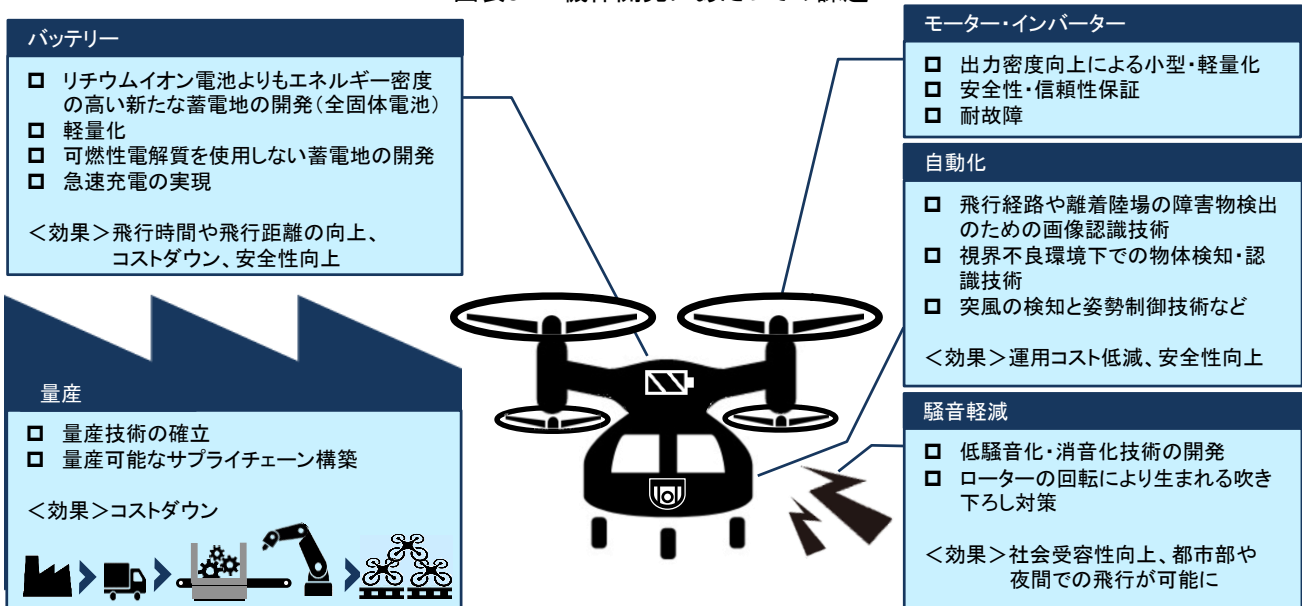 バッテリー
リチウムイオン電池よりもエネルギー密度
の高い新たな蓄電地の開発(全固体電池)
軽量化
可燃性電解質を使用しない蓄電地の開発
急速充電の実現
<効果>飛行時間や飛行距離の向上、
コストダウン、安全性向上
量産
量産技術の確立
量産可能なサプライチェーン構築
<効果>コストダウン
モーター・インバーター
出力密度向上による小型・軽量化
安全性・信頼性保証
耐故障
自動化
飛行経路や離着陸場の障害物検出
のための画像認識技術
視界不良環境下での物体検知・認
識技術
突風の検知と姿勢制御技術など
<効果>運用コスト低減、安全性向上
騒音軽減
低騒音化・消音化技術の開発
ローターの回転により生まれる吹き
下ろし対策
<効果>社会受容性向上、都市部や
夜間での飛行が可能に